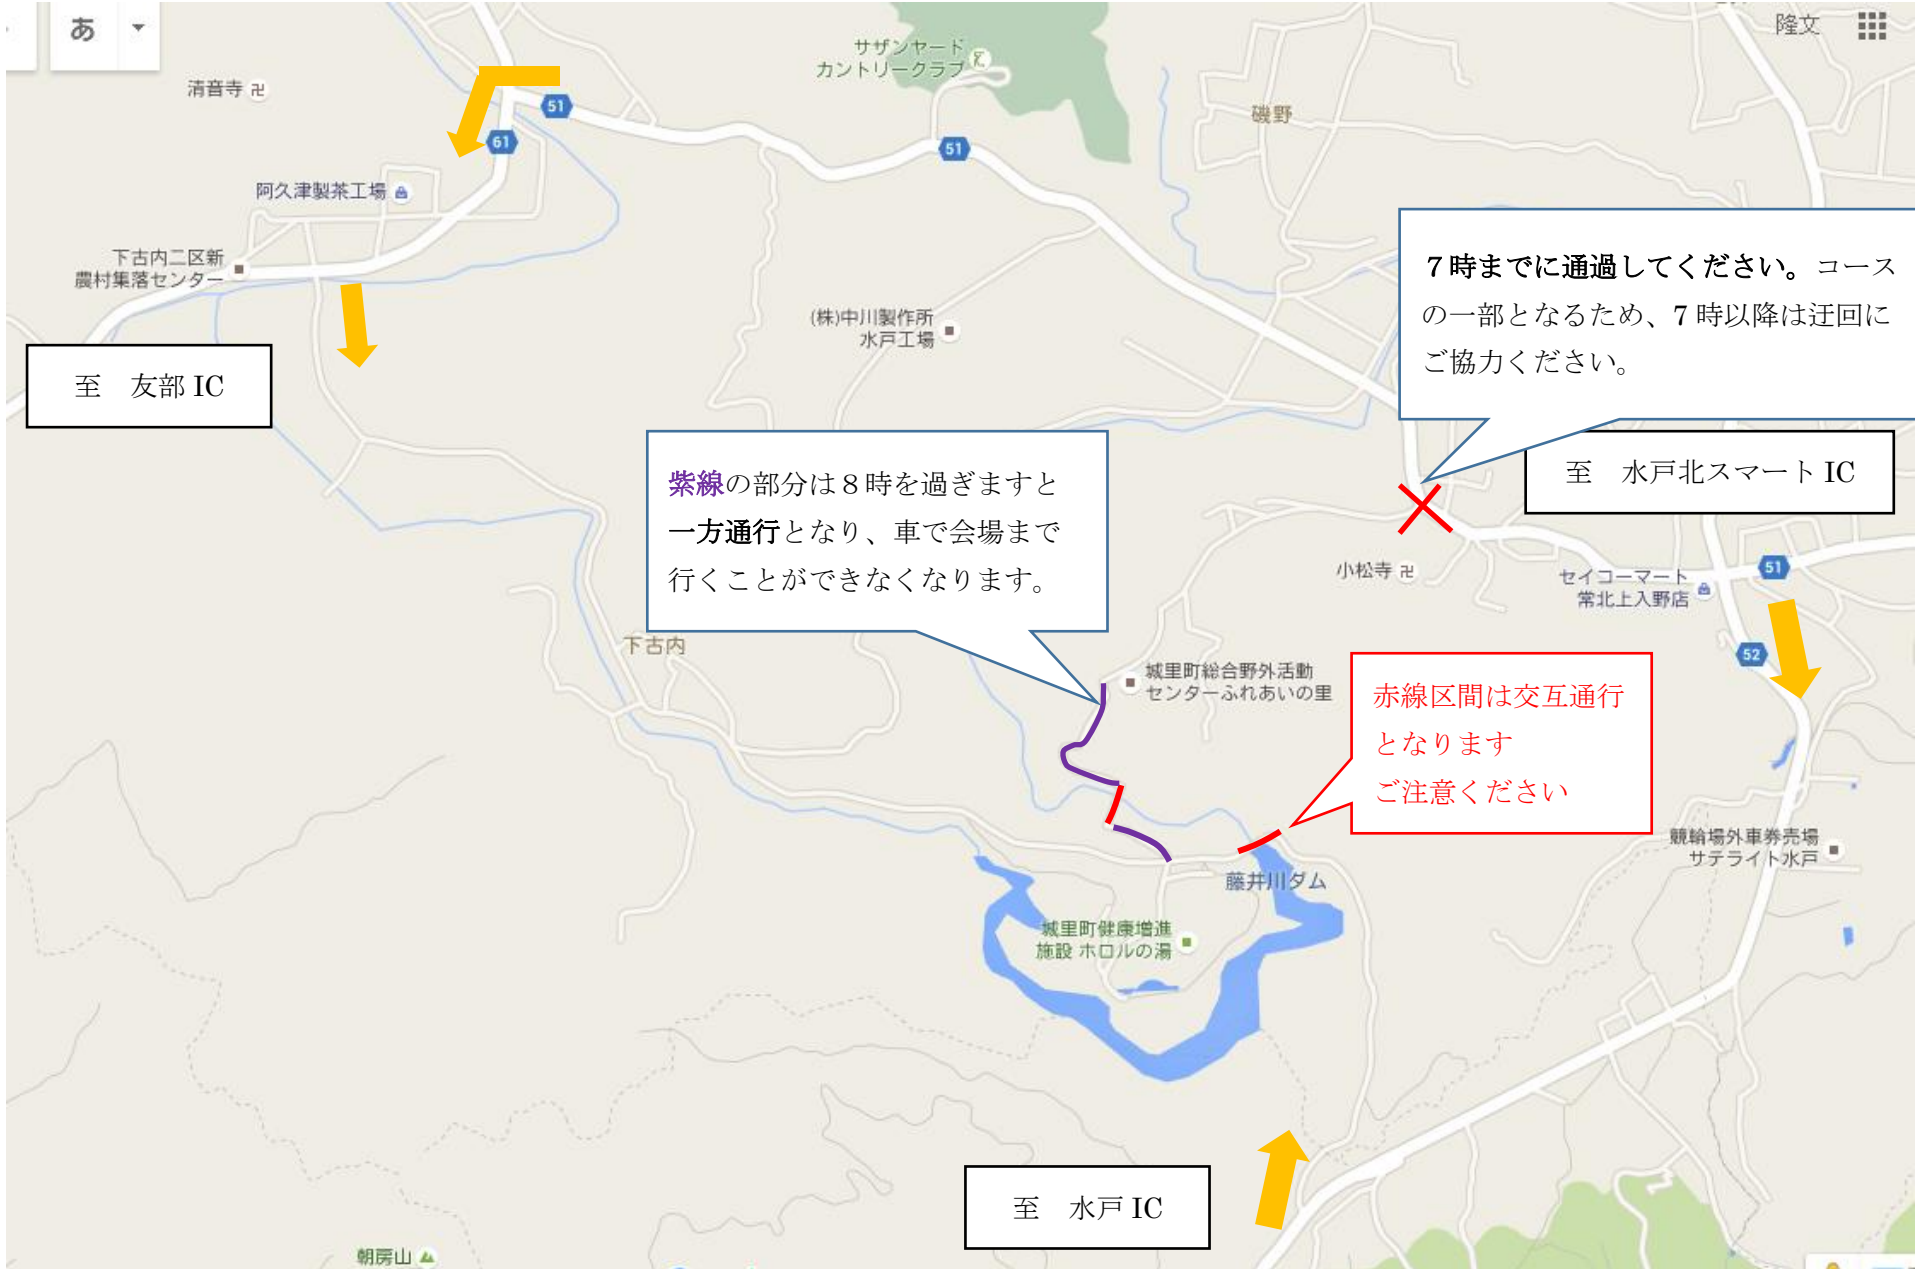 あ
隆文
サザンヤード
カントリークラブ
清音寺
51
磯野
61
51
阿久津製茶工場
下古内二区新
農村集落センター
7時までに通過してください。コース
の一部となるため、7時以降は迂回に
ご協力ください。
(株)中川製作所
水戸工場
至 友部 IC
至 水戸北スマート IC
紫線の部分は8時を過ぎますと
一方通行となり、車で会場まで
行くことができなくなります。
小松寺
セイコーマート
常北上入野店
51
52
下古内
城里町総合野外活動
センターふれあいの里
赤線区間は交互通行
となります
ご注意ください
競輪場外車券売場
サテライト水戸
藤井川ダム
城里町健康増進
施設 ホロルの湯
至 水戸 IC
朝房山